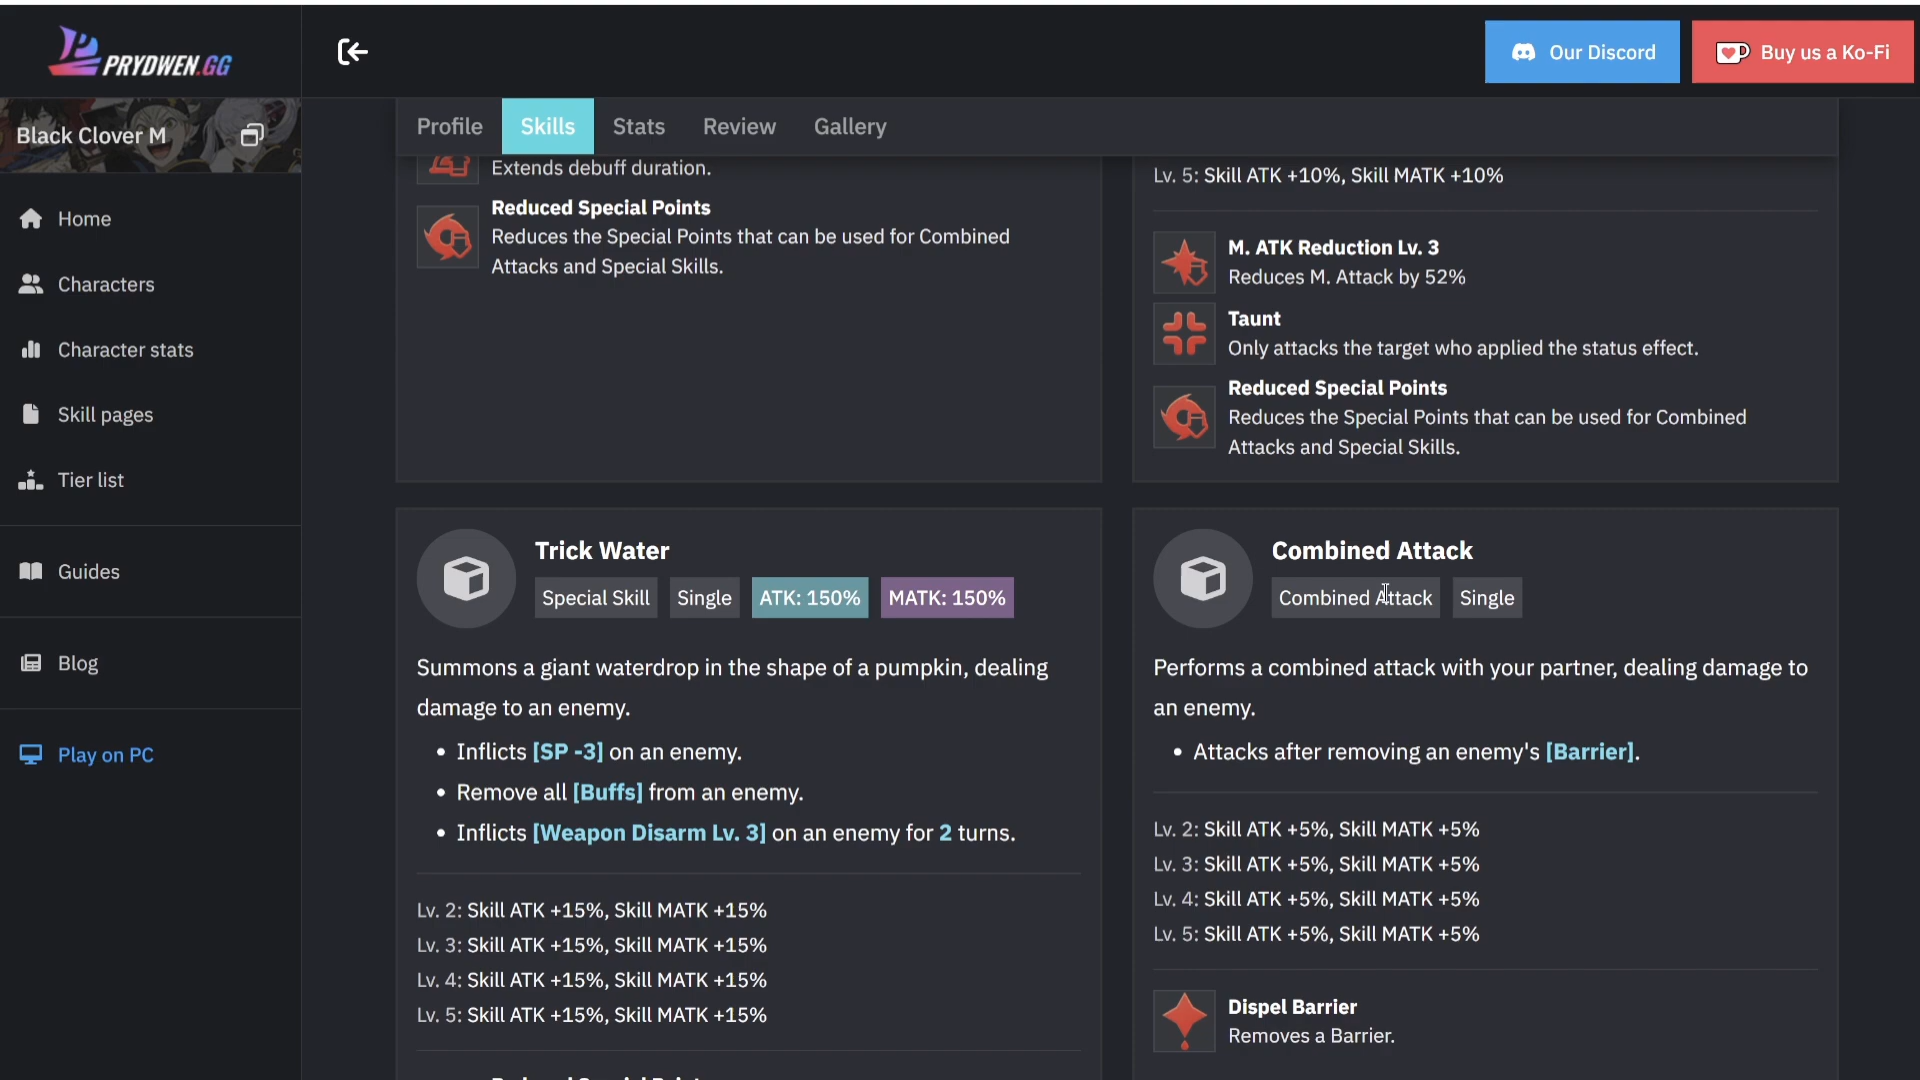 PRYDWEN.GG
Our Discord
Buy us a Ko-Fi
Black Clover M
Home
Characters
Character stats
Skill pages
Tier list
Guides
Blog
Play on PC
Profile
Skills
Stats
Review
Gallery
Extends debuff duration.
Reduced Special Points
Reduces the Special Points that can be used for Combined
Attacks and Special Skills.
Lv. 5: Skill ATK +10%, Skill MATK +10%
M. ATK Reduction Lv. 3
Reduces M. Attack by 52%
Taunt
Only attacks the target who applied the status effect.
Reduced Special Points
Reduces the Special Points that can be used for Combined
Attacks and Special Skills.
Trick Water
Special Skill
Single
ATK: 150%
MATK: 150%
Summons a giant waterdrop in the shape of a pumpkin, dealing
damage to an enemy.
• Inflicts [SP -3] on an enemy.
• Remove all [Buffs] from an enemy.
• Inflicts [Weapon Disarm Lv. 3] on an enemy for 2 turns.
Lv. 2: Skill ATK +15%, Skill MATK +15%
Lv. 3: Skill ATK +15%, Skill MATK +15%
Lv. 4: Skill ATK +15%, Skill MATK +15%
Lv. 5: Skill ATK +15%, Skill MATK +15%
Combined Attack
Combined Attack
Single
Performs a combined attack with your partner, dealing damage to
an enemy.
• Attacks after removing an enemy's [Barrier].
Lv. 2: Skill ATK +5%, Skill MATK +5%
Lv. 3: Skill ATK +5%, Skill MATK +5%
Lv. 4: Skill ATK +5%, Skill MATK +5%
Lv. 5: Skill ATK +5%, Skill MATK +5%
Dispel Barrier
Removes a Barrier.